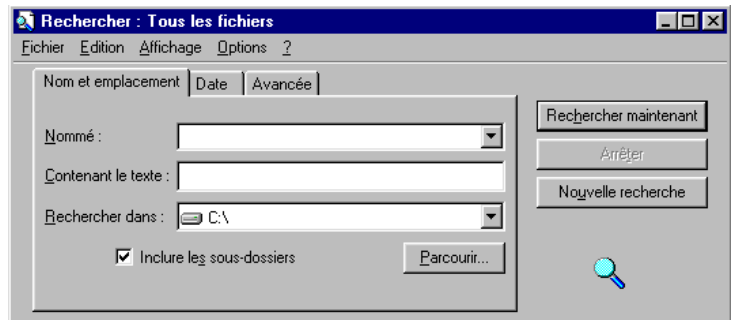 Rechercher : Tous les fichiers
Fichier Edition Affichage Options ?
Nom et emplacement Date Avancée
Nommé :
Contenant le texte :
Rechercher dans : C:\
Inclure les sous-dossiers
Parcourir...
Rechercher maintenant
Arrêter
Nouvelle recherche